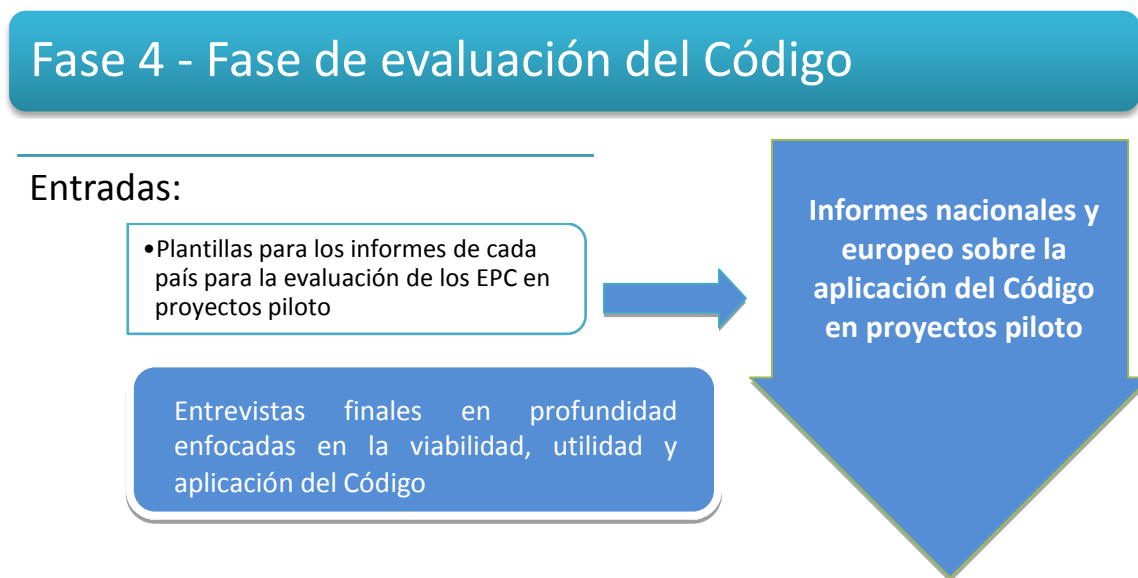 Fase 4 - Fase de evaluación del Código
Entradas:
•Plantillas para los informes de cada
país para la evaluación de los EPC en
proyectos piloto
Entrevistas finales en profundidad
enfocadas en la viabilidad, utilidad y
aplicación del Código
Informes nacionales y
europeo sobre la
aplicación del Código
en proyectos piloto